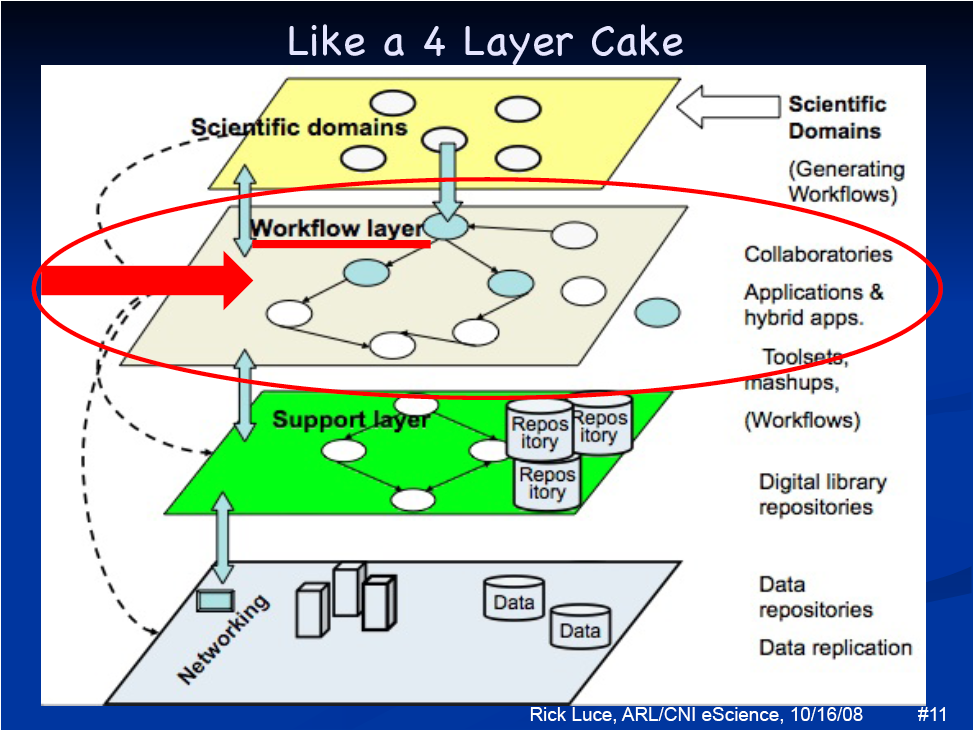 Like a 4 Layer Cake
Scientific domains
Scientific
Domains
(Generating
Workflows)
Workflow layer
Collaboratories
Applications &
hybrid apps.
Toolsets,
mashups,
(Workflows)
Support layer
Repos
itory
Repos
itory
Repos
itory
Digital library
repositories
Networking
Data
Data
Data
repositories
Data replication
Rick Luce, ARL/CNI eScience, 10/16/08
#11